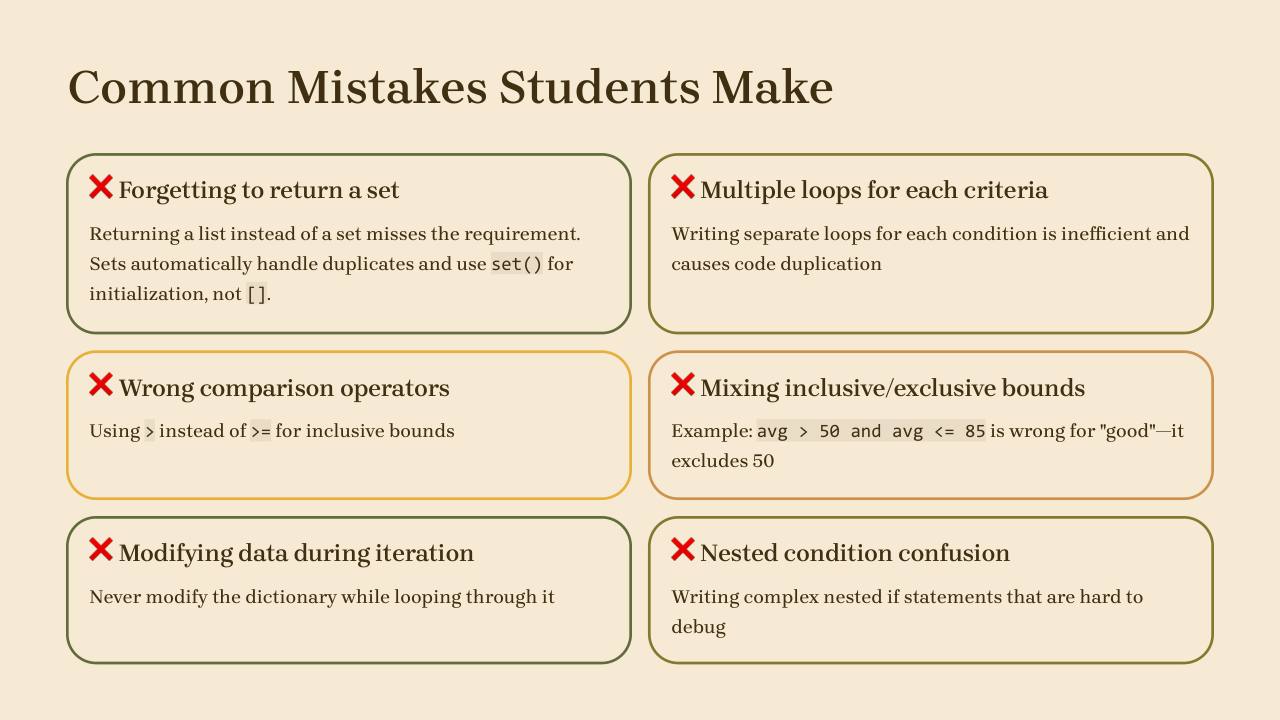 Common Mistakes Students Make
❌ Forgetting to return a set
Returning a list instead of a set misses the requirement.
Sets automatically handle duplicates and use set() for
initialization, not [].
❌ Multiple loops for each criteria
Writing separate loops for each condition is inefficient and
causes code duplication
❌ Wrong comparison operators
Using > instead of >= for inclusive bounds
❌ Mixing inclusive/exclusive bounds
Example: avg > 50 and avg <= 85 is wrong for "good"—it
excludes 50
❌ Modifying data during iteration
Never modify the dictionary while looping through it
❌ Nested condition confusion
Writing complex nested if statements that are hard to
debug